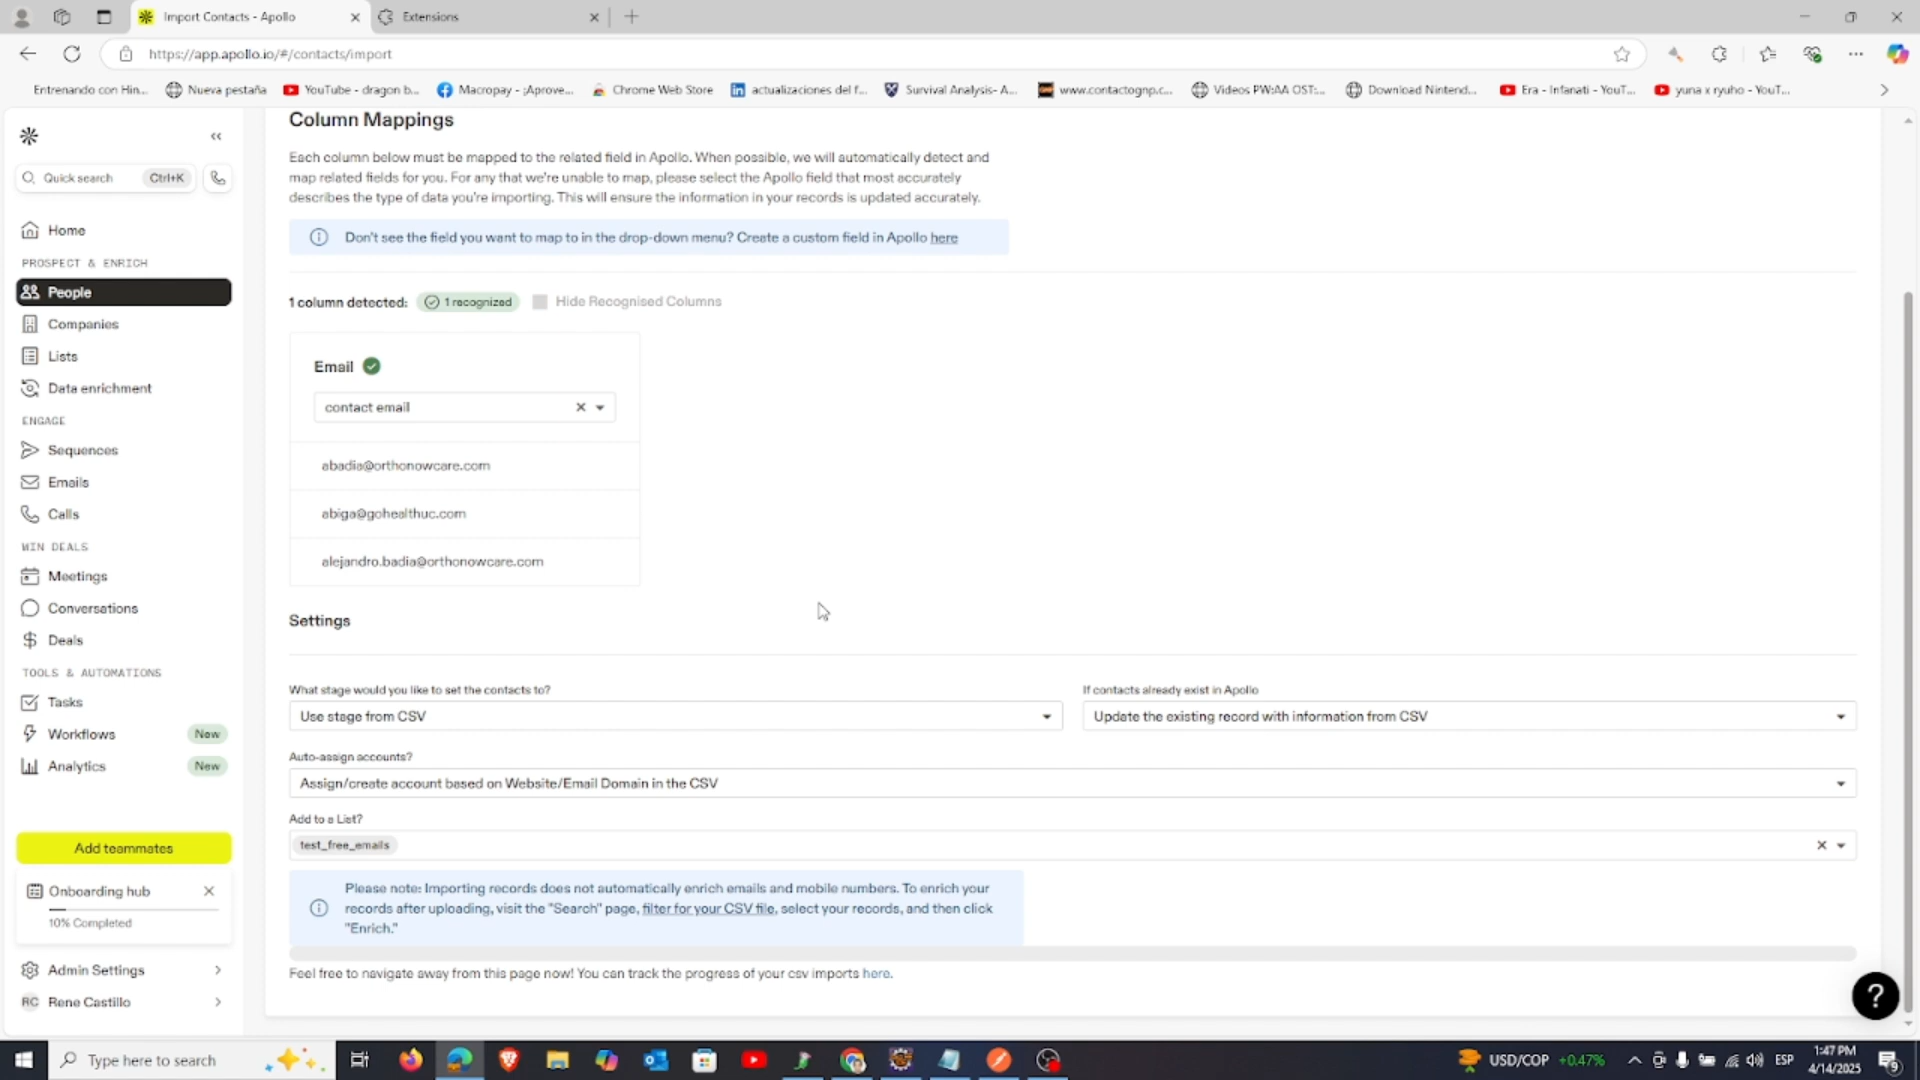 Import Contacts - Apollo
Extensions
https://app.apollo.io/#/contacts/import
Entrenando con Hin...
Nueva pestaña
YouTube - dragon b...
Macropay - ¡Aprove...
Chrome Web Store
actualizaciones del f...
Survival Analysis- A...
www.contactognp.c...
Videos PW:AA OST:...
Download Nintend...
Era - Infanati - YouT...
yuna x ryuho - YouT...
Quick search
Ctrl+K
Home
PROSPECT & ENRICH
People
Companies
Lists
Data enrichment
ENGAGE
Sequences
Emails
Calls
WIN DEALS
Meetings
Conversations
Deals
TOOLS & AUTOMATIONS
Tasks
Workflows New
Analytics New
Add teammates
Onboarding hub
10% Completed
Admin Settings
RC Rene Castillo
Column Mappings
Each column below must be mapped to the related field in Apollo. When possible, we will automatically detect and
map related fields for you. For any that we're unable to map, please select the Apollo field that most accurately
describes the type of data you're importing. This will ensure the information in your records is updated accurately.
Don't see the field you want to map to in the drop-down menu? Create a custom field in Apollo here
1 column detected: 1 recognized Hide Recognised Columns
Email
contact email
abadia@orthonowcare.com
abiga@gohealthuc.com
alejandro.badia@orthonowcare.com
Settings
What stage would you like to set the contacts to?
Use stage from CSV
If contacts already exist in Apollo
Update the existing record with information from CSV
Auto-assign accounts?
Assign/create account based on Website/Email Domain in the CSV
Add to a List?
test_free_emails
Please note: Importing records does not automatically enrich emails and mobile numbers. To enrich your
records after uploading, visit the "Search" page, filter for your CSV file, select your records, and then click
"Enrich."
Feel free to navigate away from this page now! You can track the progress of your csv imports here.
?
Type here to search
USD/COP +0.47%
ESP
1:47 PM
4/14/2025
9